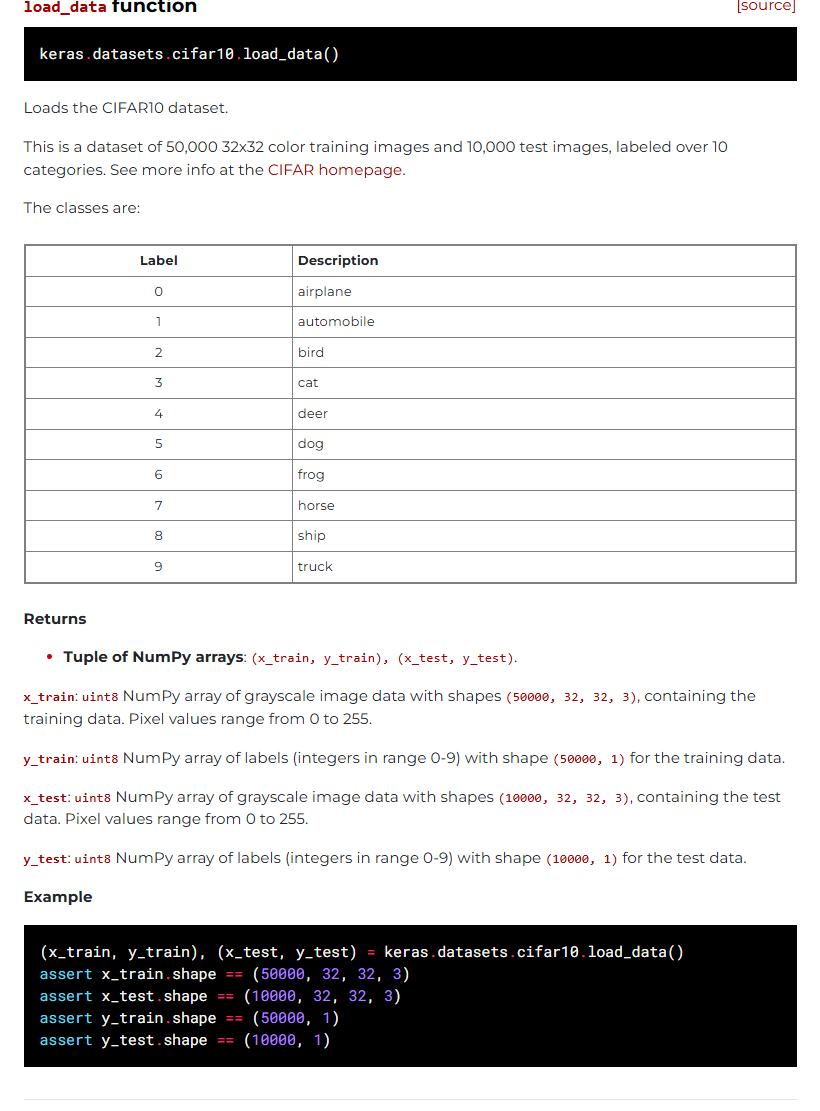 load_data function [source]
keras.datasets.cifar10.load_data()
Loads the CIFAR10 dataset.
This is a dataset of 50,000 32x32 color training images and 10,000 test images, labeled over 10
categories. See more info at the CIFAR homepage.
The classes are:
Label Description
0 airplane
1 automobile
2 bird
3 cat
4 deer
5 dog
6 frog
7 horse
8 ship
9 truck
Returns
• Tuple of NumPy arrays: (x_train, y_train), (x_test, y_test).
x_train: uint8 NumPy array of grayscale image data with shapes (50000, 32, 32, 3), containing the
training data. Pixel values range from 0 to 255.
y_train: uint8 NumPy array of labels (integers in range 0-9) with shape (50000, 1) for the training data.
x_test: uint8 NumPy array of grayscale image data with shapes (10000, 32, 32, 3), containing the test
data. Pixel values range from 0 to 255.
y_test: uint8 NumPy array of labels (integers in range 0-9) with shape (10000, 1) for the test data.
Example
(x_train, y_train), (x_test, y_test) = keras.datasets.cifar10.load_data()
assert x_train.shape == (50000, 32, 32, 3)
assert x_test.shape == (10000, 32, 32, 3)
assert y_train.shape == (50000, 1)
assert y_test.shape == (10000, 1)